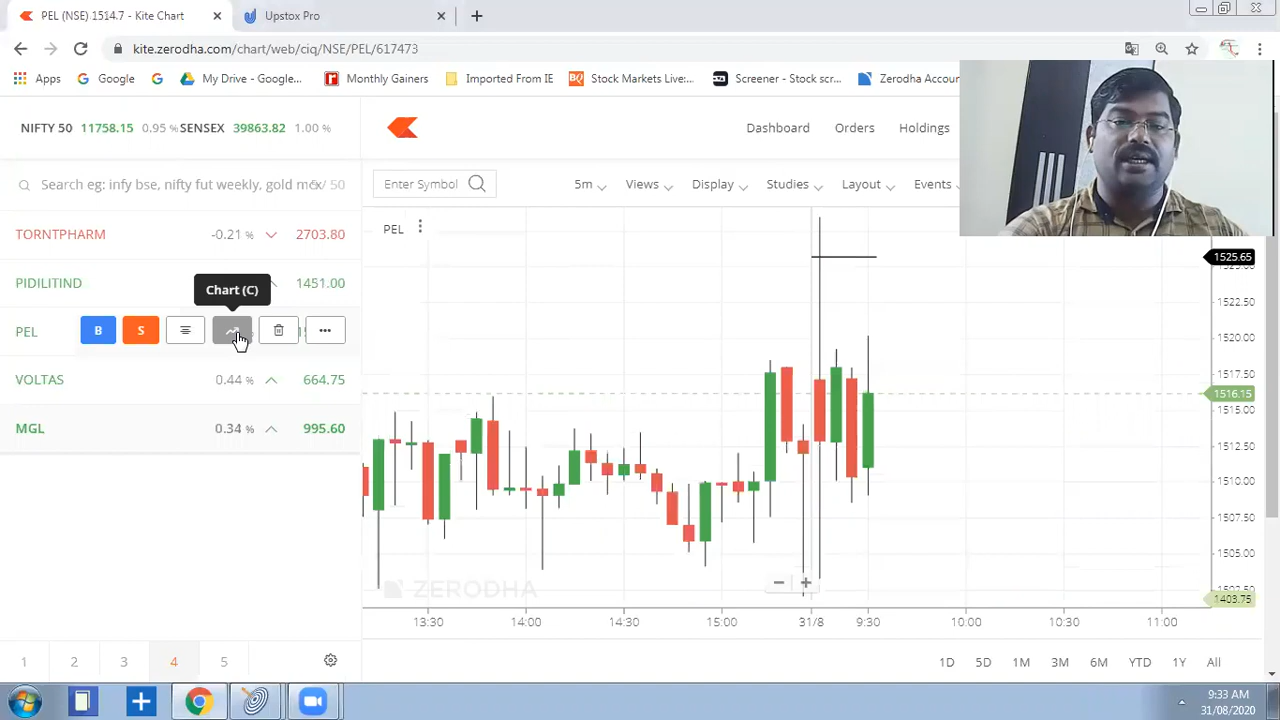 PEL (NSE) 1514.7 - Kite Chart
Upstox Pro
kite.zerodha.com/chart/web/ciq/NSE/PEL/617473
Apps
Google
My Drive - Google...
Monthly Gainers
Imported From IE
Stock Markets Live:...
Screener - Stock scr...
Zerodha Accou
NIFTY 50 11758.15 0.95 % SENSEX 39863.82 1.00 %
Dashboard
Orders
Holdings
Search eg: infy bse, nifty fut weekly, gold mcx
/ 50
Enter Symbol
5m
Views
Display
Studies
Layout
Events
TORNTPHARM -0.21 % 2703.80
PEL
PIDILITIND 1451.00
Chart (C)
PEL B S
VOLTAS 0.44 % 664.75
MGL 0.34 % 995.60
1525.65
1522.50
1520.00
1517.50
1516.15
1515.00
1512.50
1510.00
1507.50
1505.00
1403.75
ZERODHA
13:30 14:00 14:30 15:00 31/8 9:30 10:00 10:30 11:00
1 2 3 4 5
1D 5D 1M 3M 6M YTD 1Y All
9:33 AM
31/08/2020